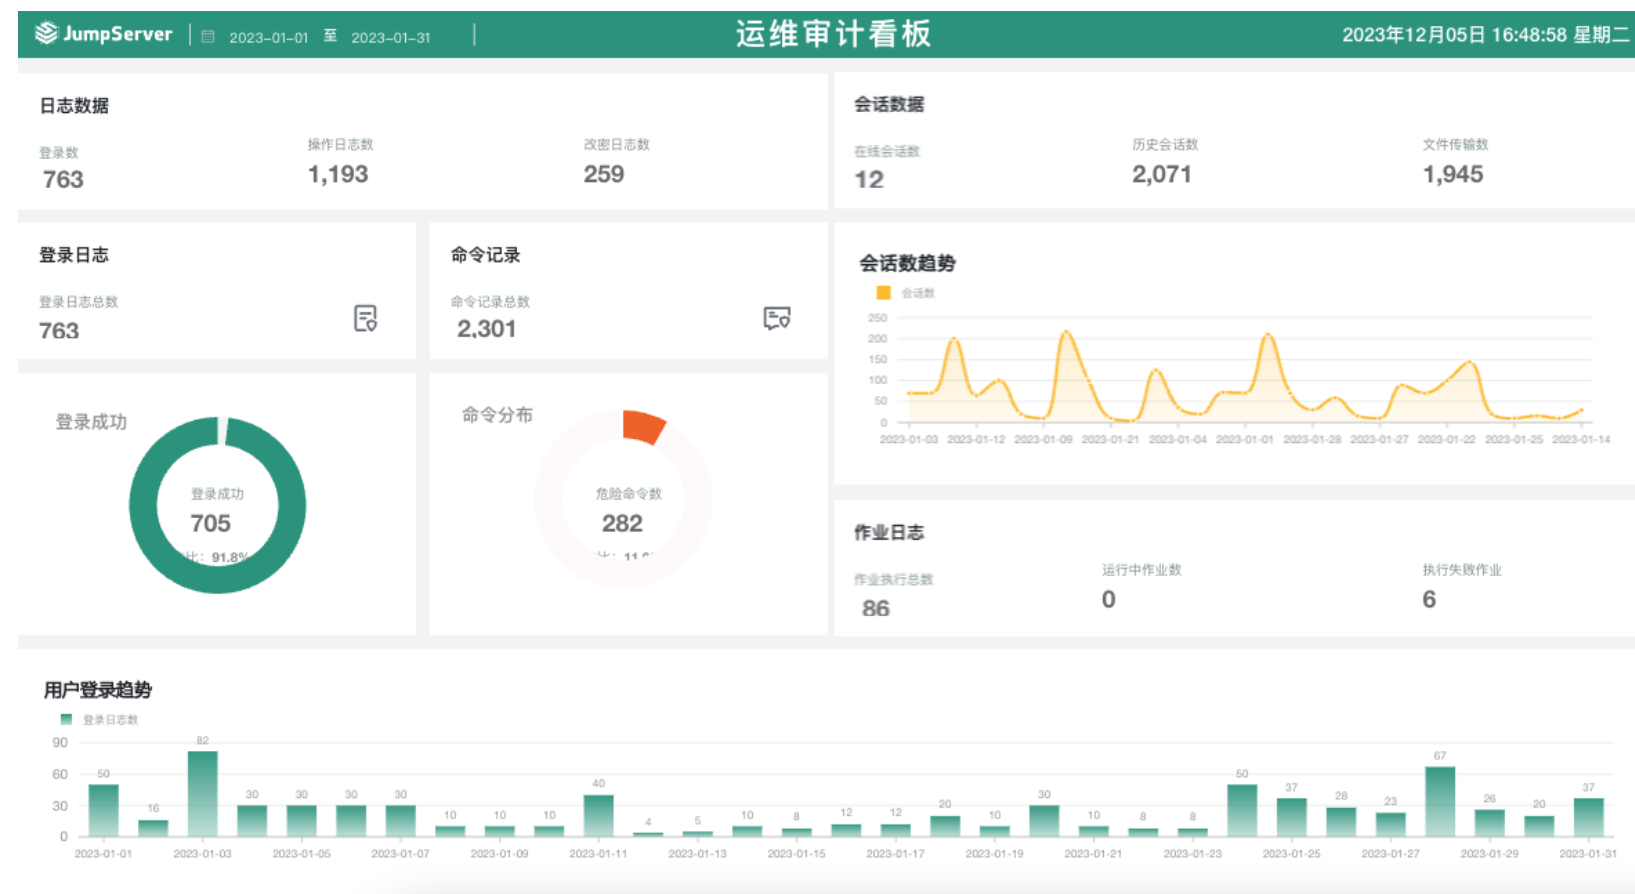 JumpServer 2023-01-01 至 2023-01-31 运维审计看板 2023年12月05日 16:48:58 星期二
日志数据
登录数 操作日志数 改密日志数
763 1,193 259
会话数据
在线会话数 历史会话数 文件传输数
12 2,071 1,945
登录日志
登录日志总数
763
命令记录
命令记录总数
2,301
会话数趋势
会话数
250
200
150
100
50
0
2023-01-03 2023-01-12 2023-01-09 2023-01-21 2023-01-04 2023-01-01 2023-01-28 2023-01-27 2023-01-22 2023-01-25 2023-01-14
登录成功
登录成功
705
比: 91.8%
命令分布
危险命令数
282
作业日志
作业执行总数 运行中作业数 执行失败作业
86 0 6
用户登录趋势
登录日志数
90
60
30
0
50 16 82 30 30 30 30 10 10 10 40 4 5 10 8 12 12 20 10 30 10 8 8 50 37 28 23 67 26 20 37
2023-01-01 2023-01-03 2023-01-05 2023-01-07 2023-01-09 2023-01-11 2023-01-13 2023-01-15 2023-01-17 2023-01-19 2023-01-21 2023-01-23 2023-01-25 2023-01-27 2023-01-29 2023-01-31